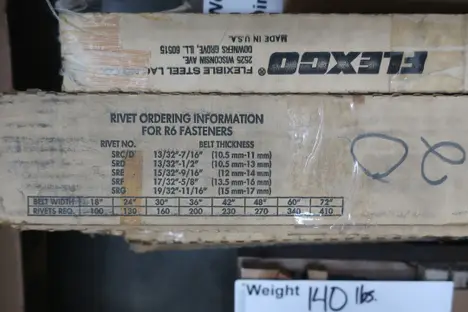 FLEXCO®
FLEXIBLE STEEL LAC
2525 WISCONSIN AVE.
DOWNERS GROVE, ILL. 60515
MADE IN U.S.A.
RIVET ORDERING INFORMATION
FOR R6 FASTENERS
RIVET NO. BELT THICKNESS
SRC/D 13/32"-7/16" (10.5 mm-11 mm)
SRD 13/32"-1/2" (10.5 mm-13 mm)
SRE 15/32"-9/16" (12 mm-14 mm)
SRF 17/32"-5/8" (13.5 mm-16 mm)
SRG 19/32"-11/16" (15 mm-17 mm)
BELT WIDTH 18" 24" 30" 36" 42" 48" 60" 72"
RIVETS REQ. 100 130 160 200 230 270 340 410
Weight 140 lbs.